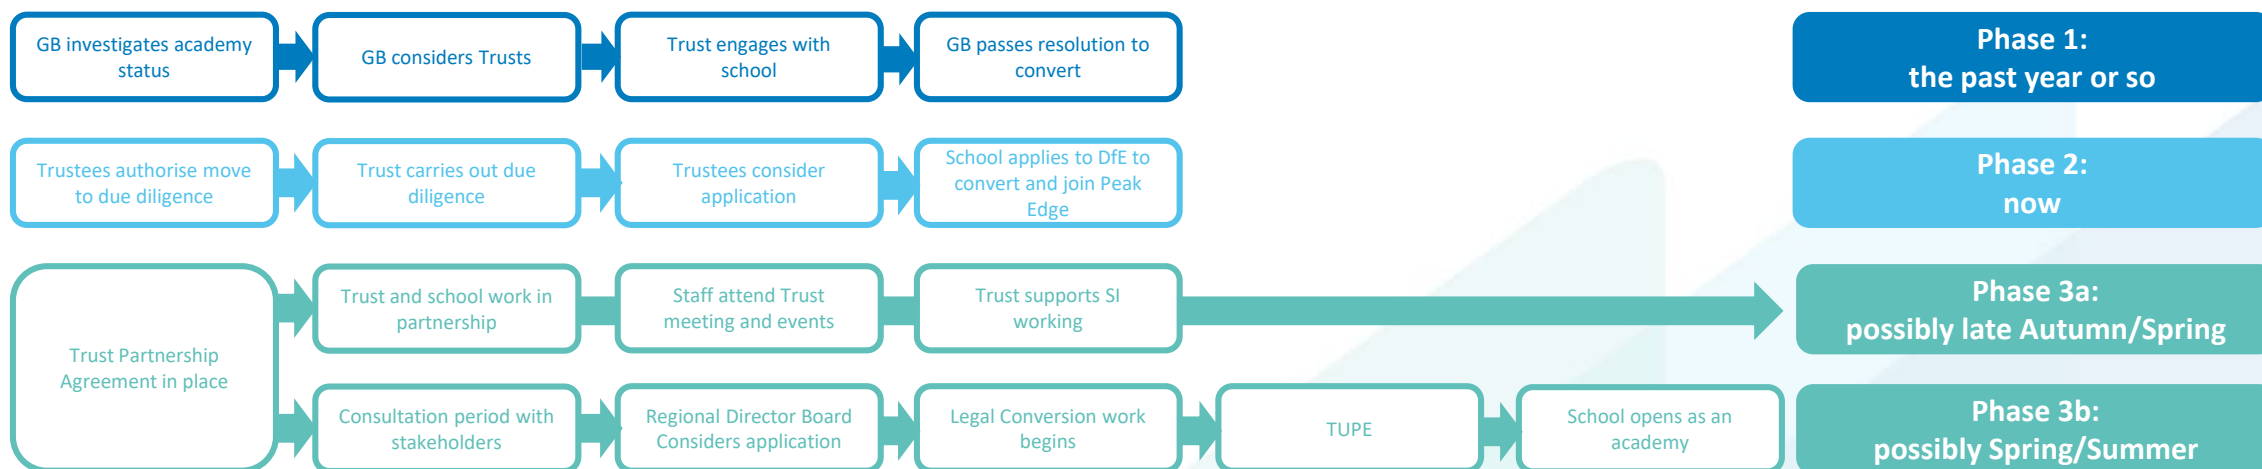 GB investigates academy
status
GB considers Trusts
Trust engages with
school
GB passes resolution to
convert
Phase 1:
the past year or so
Trustees authorise move
to due diligence
Trust carries out due
diligence
Trustees consider
application
School applies to DfE to
convert and join Peak
Edge
Phase 2:
now
Trust Partnership
Agreement in place
Trust and school work in
partnership
Staff attend Trust
meeting and events
Trust supports SI
working
Phase 3a:
possibly late Autumn/Spring
Consultation period with
stakeholders
Regional Director Board
Considers application
Legal Conversion work
begins
TUPE
School opens as an
academy
Phase 3b:
possibly Spring/Summer